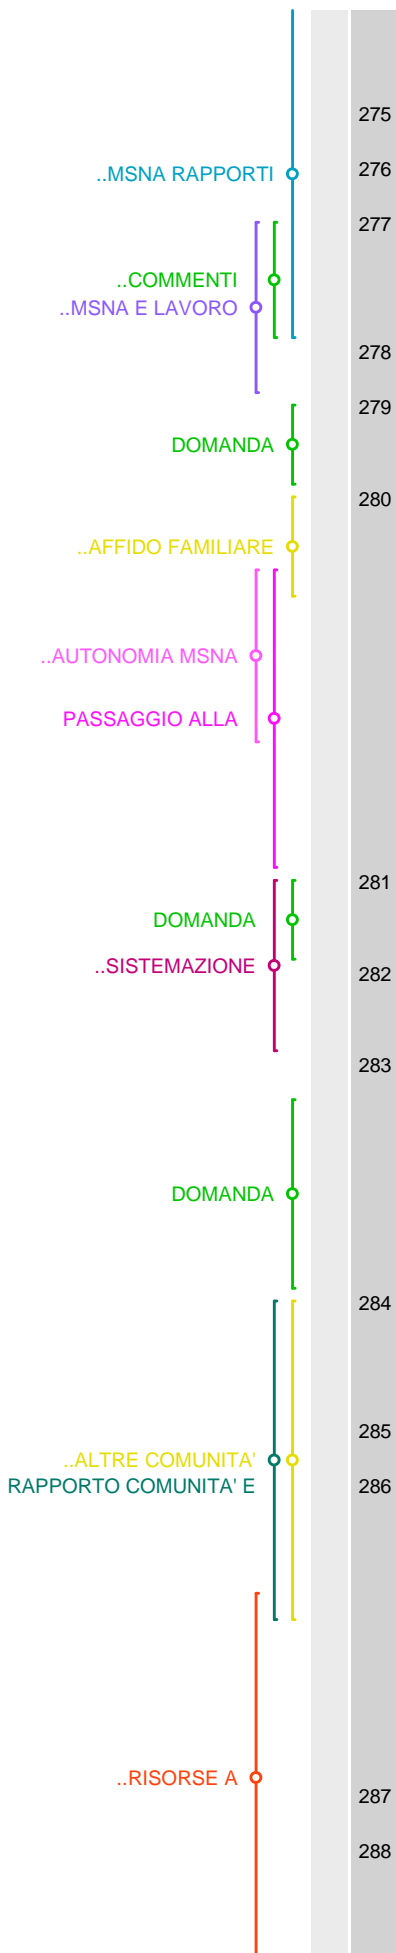 275
..MSNA RAPPORTI 276
277
..COMMENTI
..MSNA E LAVORO
278
279
DOMANDA
280
..AFFIDO FAMILIARE
..AUTONOMIA MSNA
PASSAGGIO ALLA
281
DOMANDA
..SISTEMAZIONE
282
283
DOMANDA
284
285
..ALTRE COMUNITA'
RAPPORTO COMUNITA' E 286
..RISORSE A
287
288